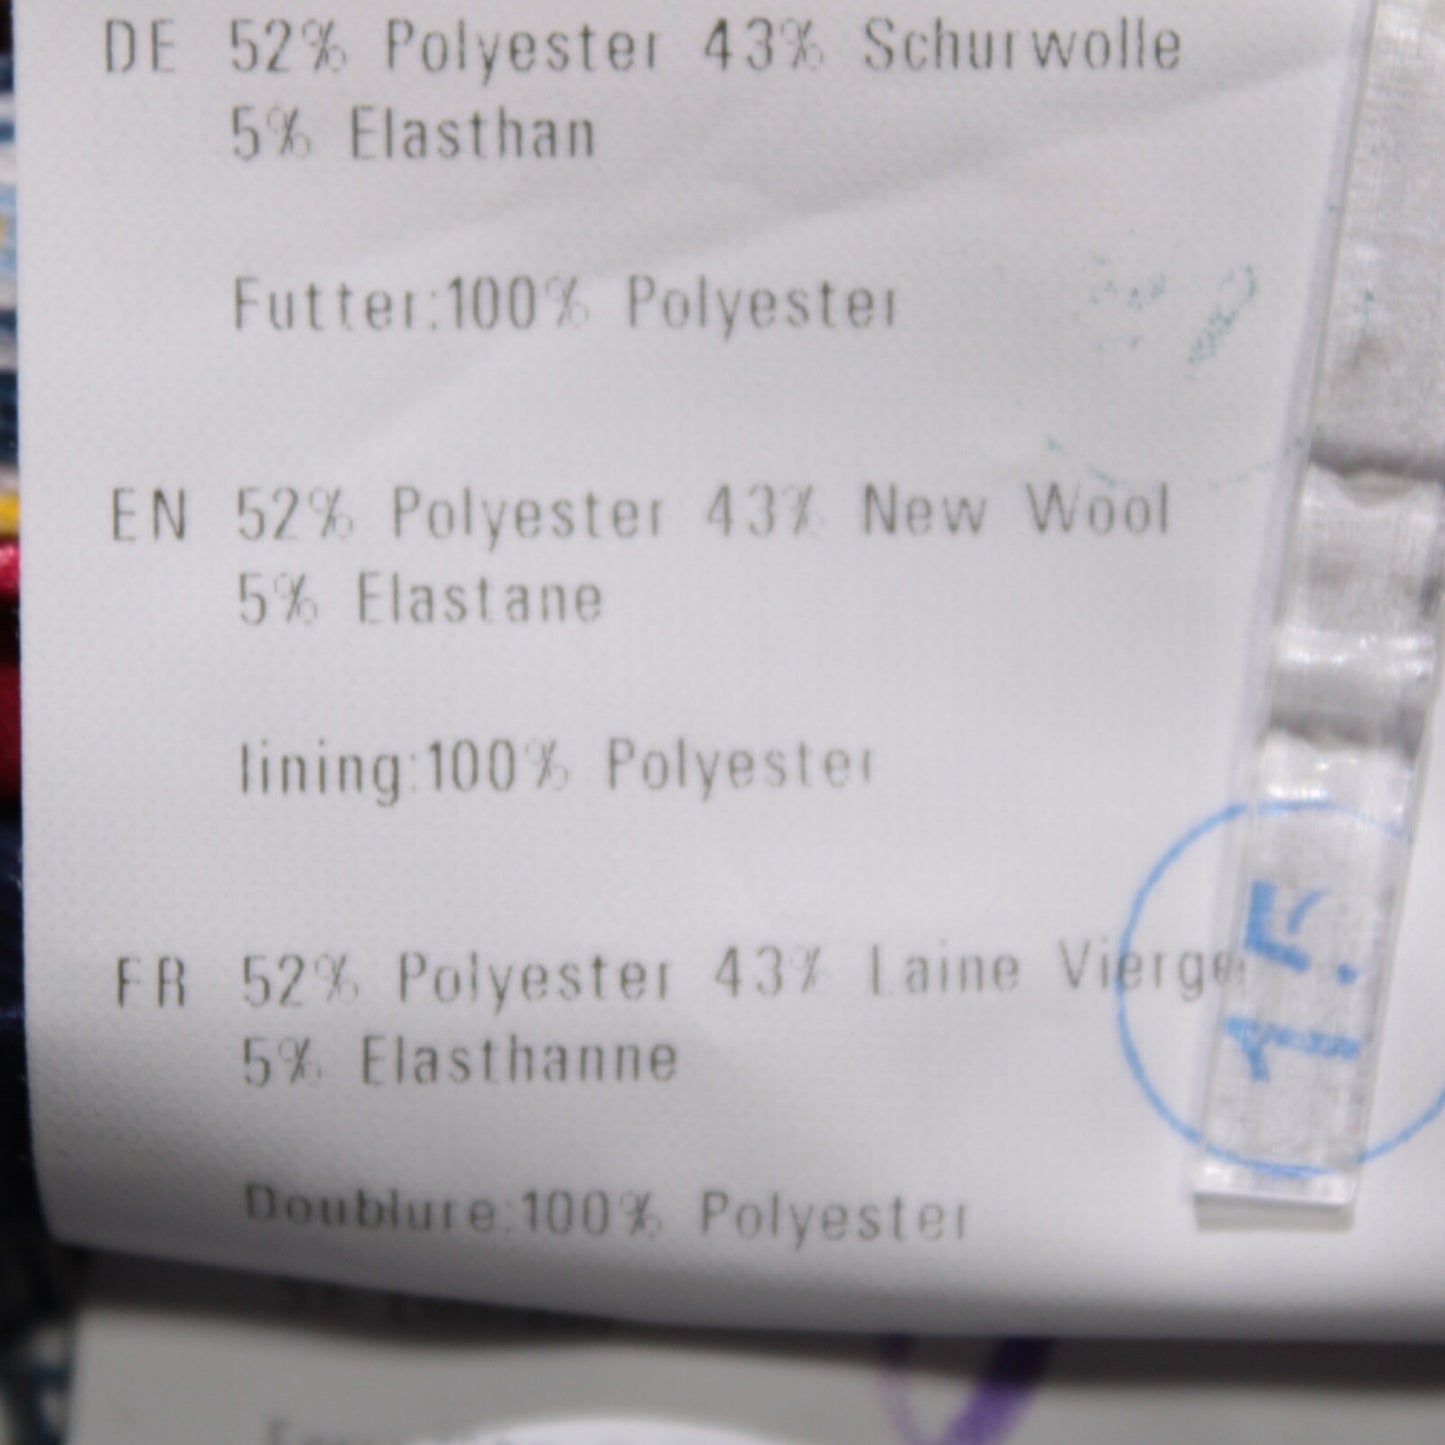 DE 52% Polyester 43% Schurwolle
5% Elasthan
Futter:100% Polyester
EN 52% Polyester 43% New Wool
5% Elastane
lining:100% Polyester
FR 52% Polyester 43% Laine Vierge
5% Elasthanne
Doublure:100% Polyester
15.